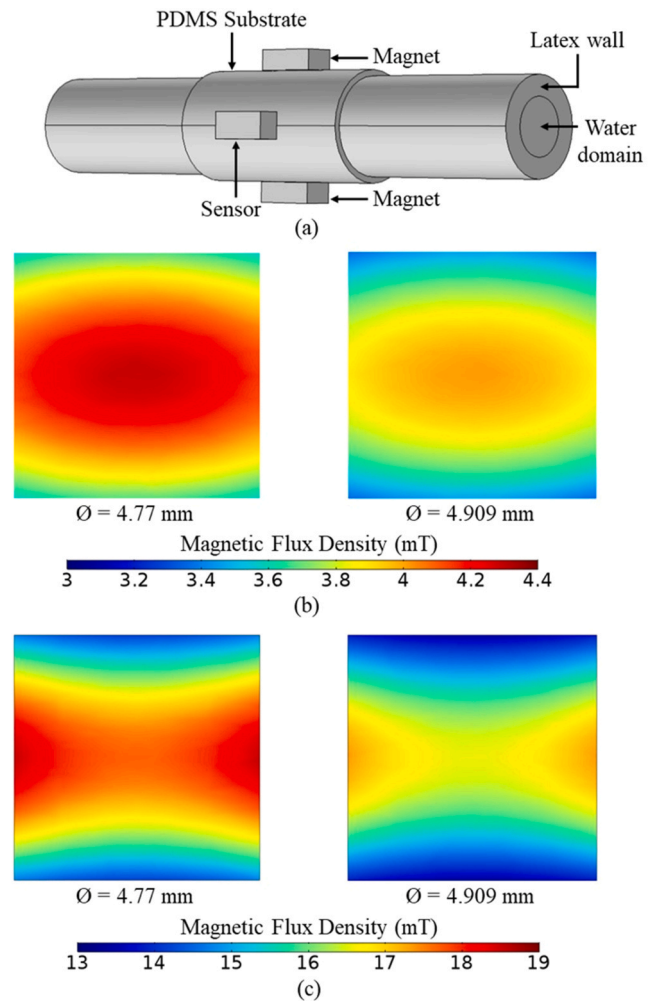 PDMS Substrate
Magnet
Latex wall
Water
domain
Sensor
Magnet
(a)
Ø = 4.77 mm
Ø = 4.909 mm
Magnetic Flux Density (mT)
3 3.2 3.4 3.6 3.8 4 4.2 4.4
(b)
Ø = 4.77 mm
Ø = 4.909 mm
Magnetic Flux Density (mT)
13 14 15 16 17 18 19
(c)